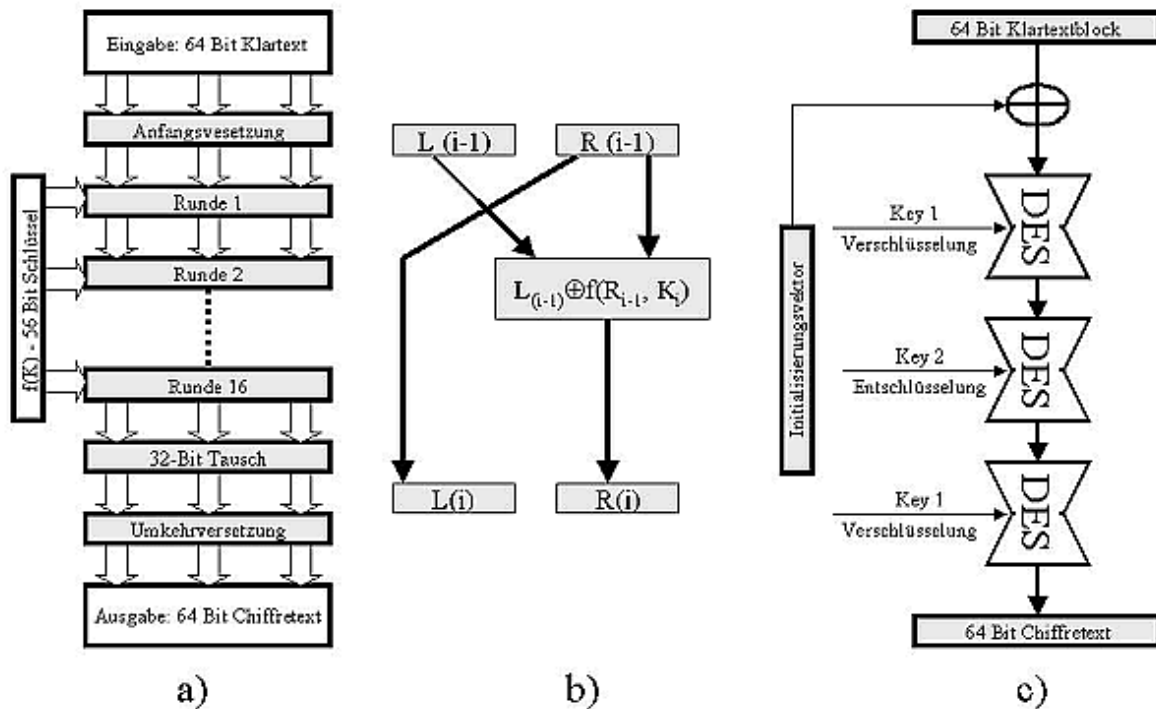 Eingabe: 64 Bit Klartext
Anfangsvesetzung
Runde 1
Runde 2
Runde 16
32-Bit Tausch
Umkehrversetzung
Ausgabe: 64 Bit Chiffretext
f(K) - 56 Bit Schlüssel
a)
L (i-1)
R (i-1)
L(i-1)⊕f(Ri-1, Ki)
L(i)
R(i)
b)
64 Bit Klartextblock
Initialisierungsvektor
Key 1
Verschlüsselung
DES
Key 2
Entschlüsselung
DES
Key 1
Verschlüsselung
DES
64 Bit Chiffretext
c)